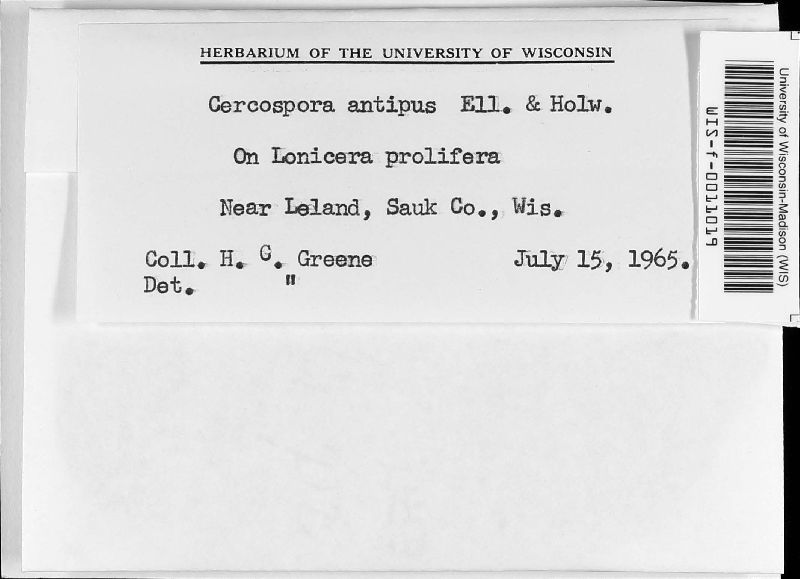 HERBARIUM OF THE UNIVERSITY OF WISCONSIN
Cercospora antipus Ell. & Holw.
On Lonicera prolifera
Near Leland, Sauk Co., Wis.
Coll. H. G. Greene July 15, 1965.
Det. "
University of Wisconsin-Madison (WIS)
WIS-f-0011019